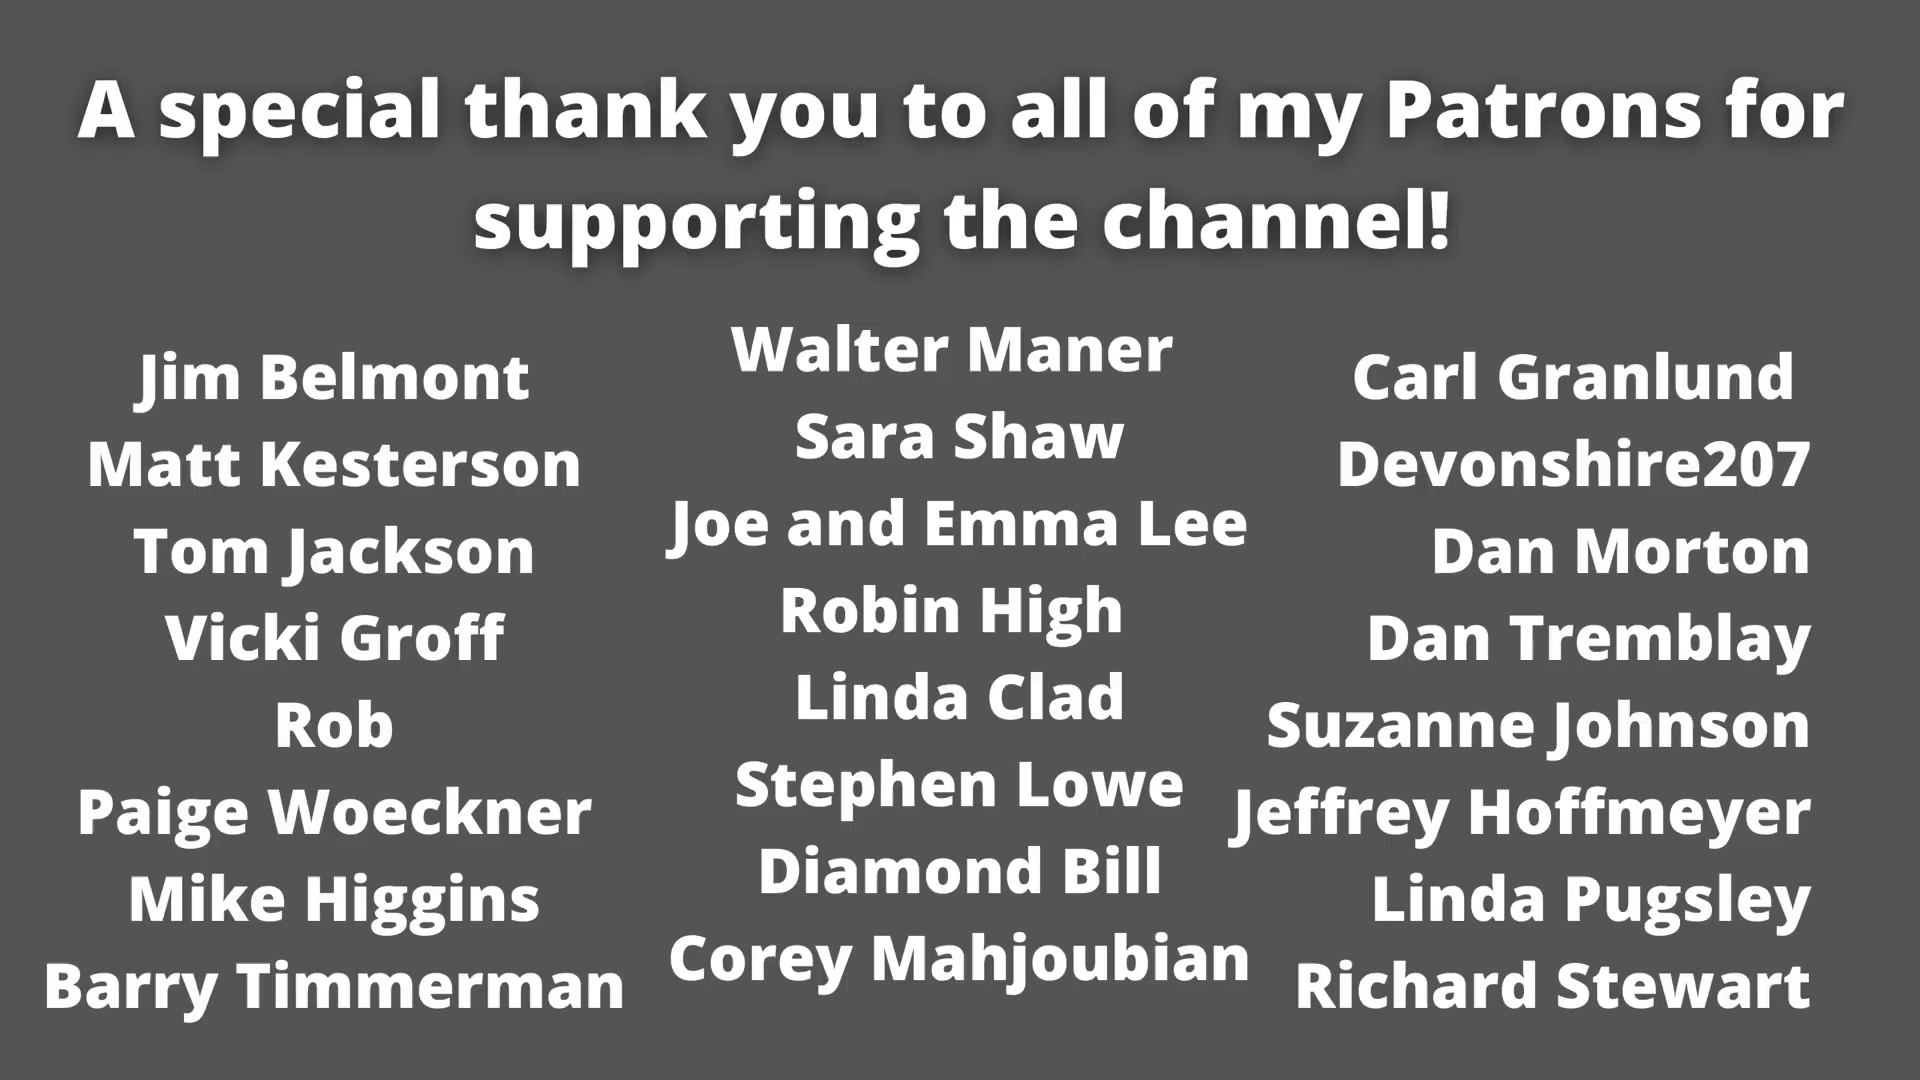 A special thank you to all of my Patrons for
supporting the channel!
Jim Belmont
Matt Kesterson
Tom Jackson
Vicki Groff
Rob
Paige Woeckner
Mike Higgins
Barry Timmerman
Walter Maner
Sara Shaw
Joe and Emma Lee
Robin High
Linda Clad
Stephen Lowe
Diamond Bill
Corey Mahjoubian
Carl Granlund
Devonshire207
Dan Morton
Dan Tremblay
Suzanne Johnson
Jeffrey Hoffmeyer
Linda Pugsley
Richard Stewart